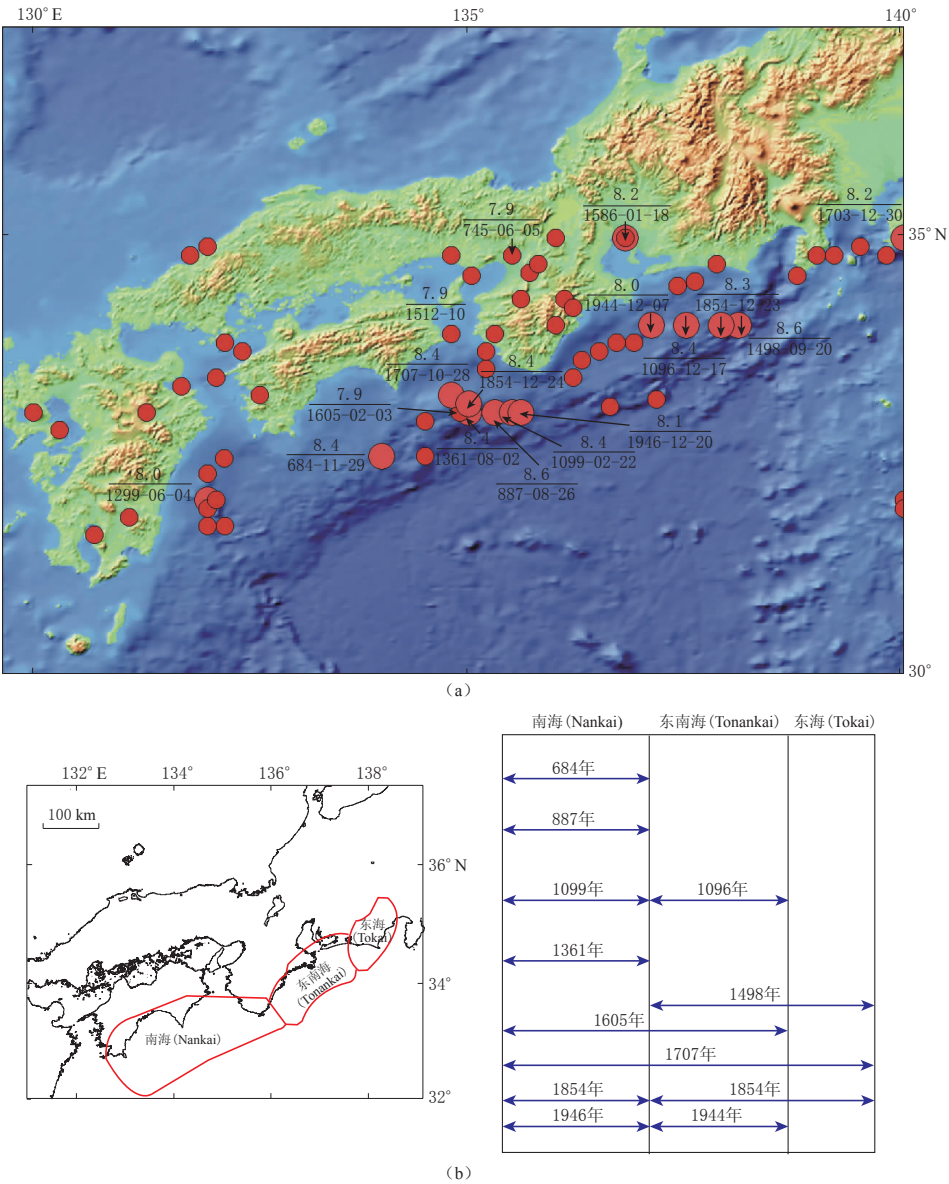 130° E
135°
140°
8.2
1586-01-18
8.2
1703-12-30
7.9
745-06-05
35° N
8.0
1944-12-07
8.3
1854-12-23
7.9
1512-10
8.6
1498-09-20
8.4
1707-10-28
8.4
1854-12-24
8.4
1096-12-17
7.9
1605-02-03
8.1
1946-12-20
8.4
684-11-29
8.4
1361-08-02
8.4
1099-02-22
8.0
1299-06-04
8.6
887-08-26
30°
(a)
132° E
134°
136°
138°
100 km
36° N
东海
(Tokai)
东南海
(Tonankai)
34°
南海(Nankai)
32°
南海(Nankai)
东南海(Tonankai)
东海(Tokai)
684年
887年
1099年
1096年
1361年
1498年
1605年
1707年
1854年
1854年
1946年
1944年
(b)